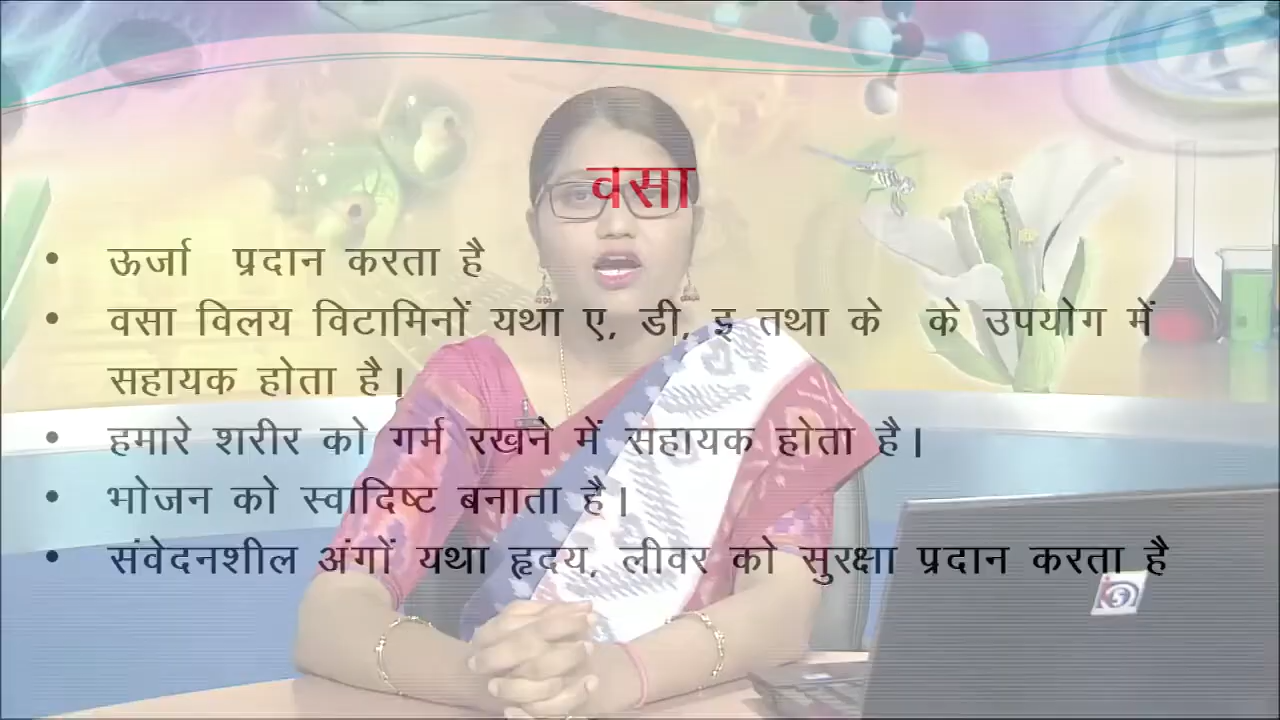 वसा
• ऊर्जा प्रदान करता है
• वसा विलय विटामिनों यथा ए, डी, इ तथा के के उपयोग में
सहायक होता है।
• हमारे शरीर को गर्म रखने में सहायक होता है।
• भोजन को स्वादिष्ट बनाता है।
• संवेदनशील अंगों यथा हृदय, लीवर को सुरक्षा प्रदान करता है
5